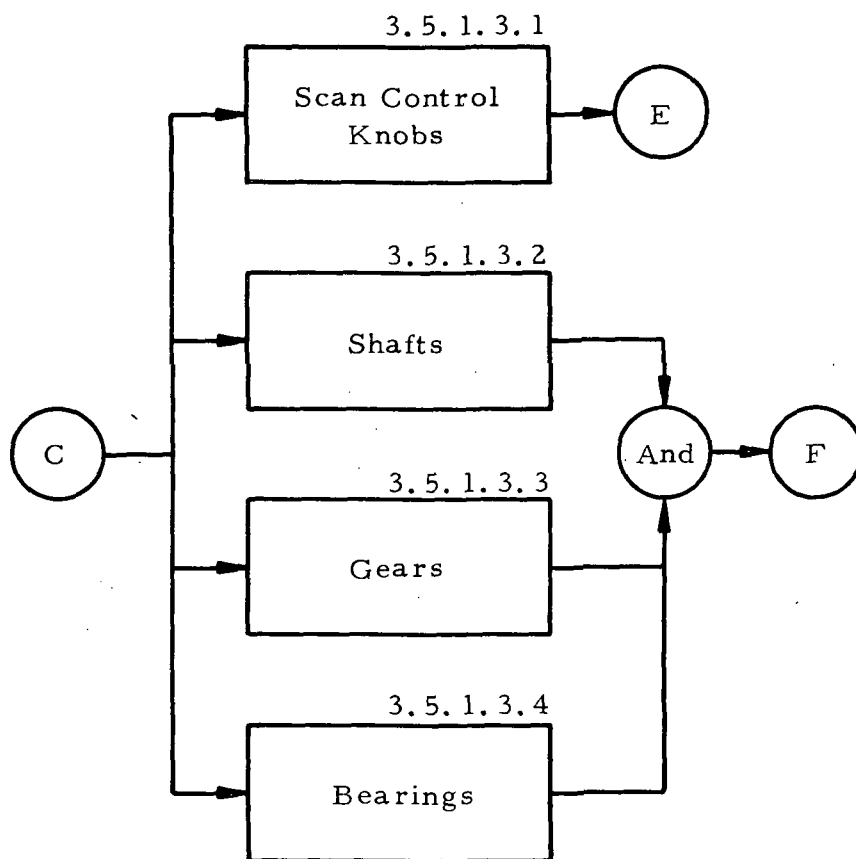 3.5.1.3.1
Scan Control
Knobs
E
3.5.1.3.2
Shafts
C
And
F
3.5.1.3.3
Gears
3.5.1.3.4
Bearings